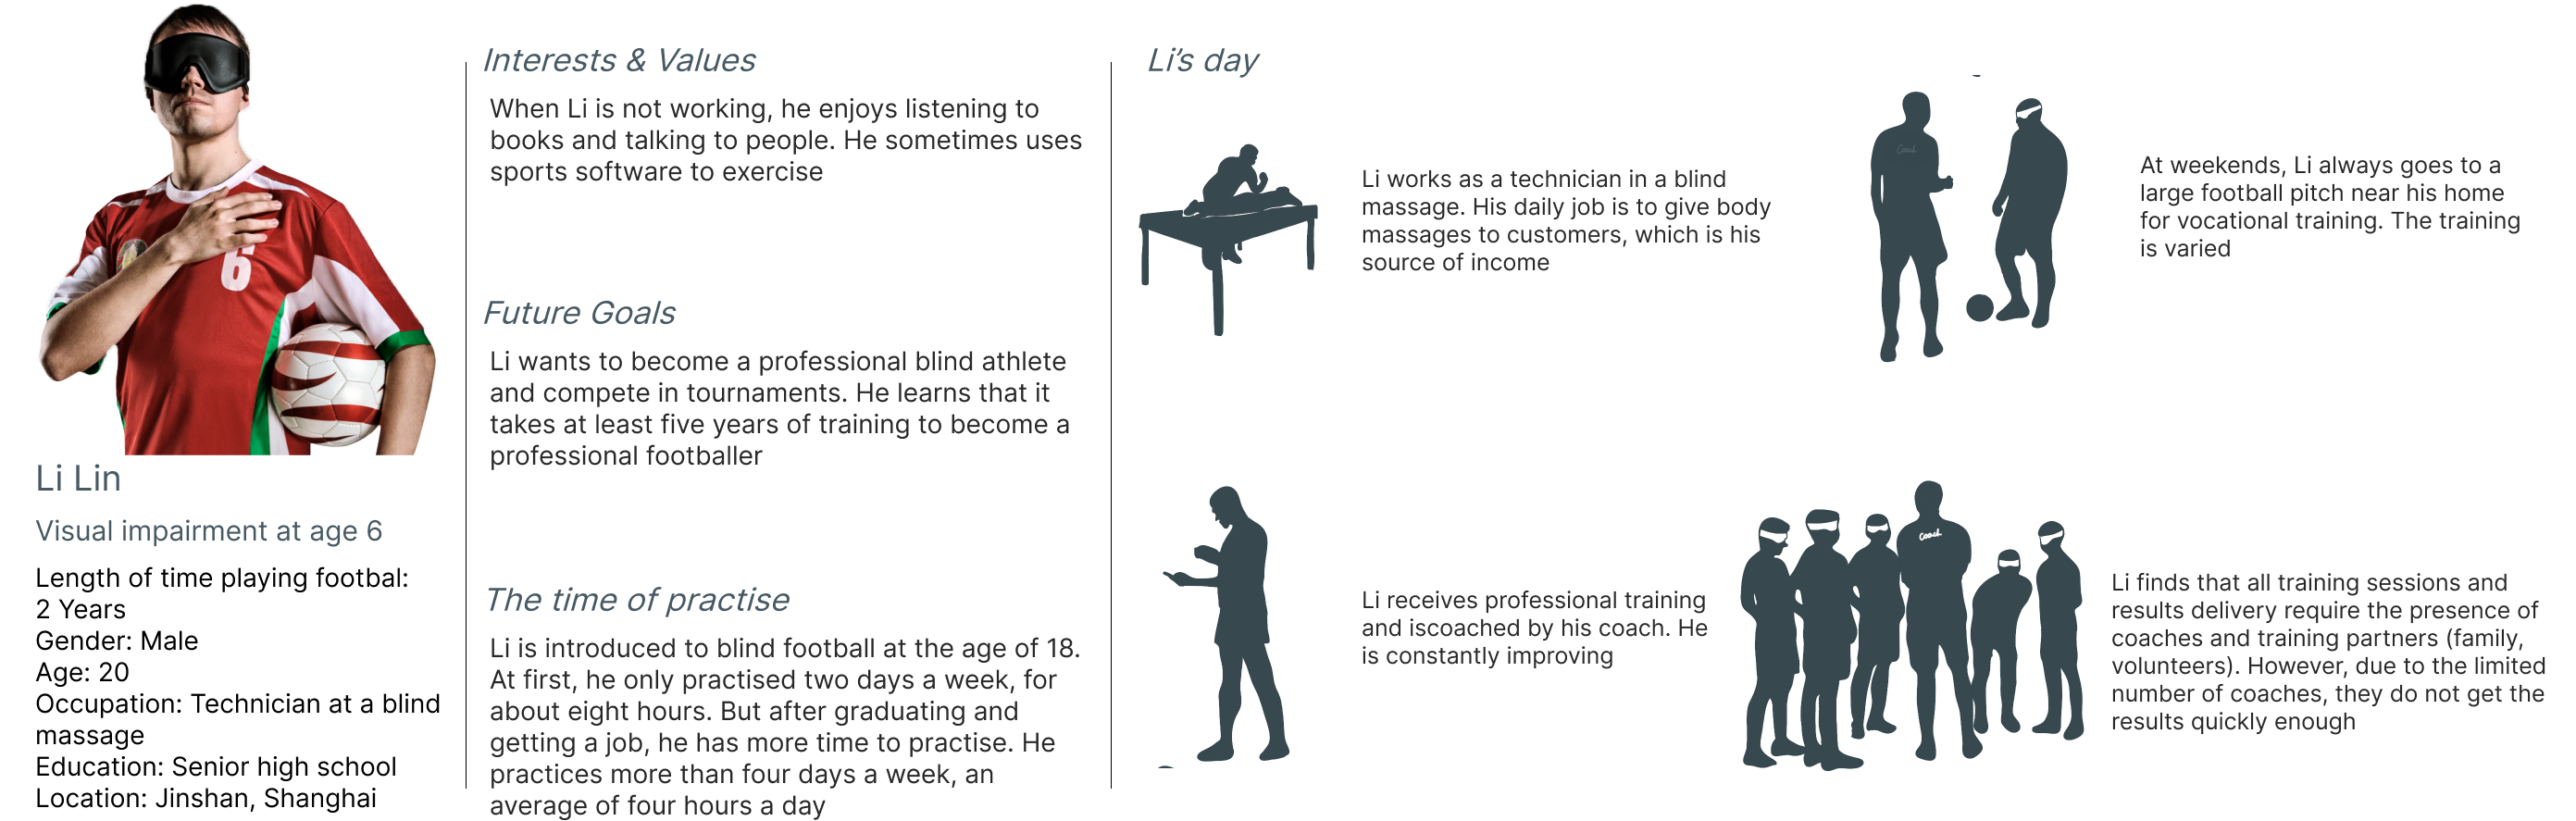 6
Li Lin
Visual impairment at age 6
Length of time playing footbal:
2 Years
Gender: Male
Age: 20
Occupation: Technician at a blind
massage
Education: Senior high school
Location: Jinshan, Shanghai
Interests & Values
When Li is not working, he enjoys listening to
books and talking to people. He sometimes uses
sports software to exercise
Future Goals
Li wants to become a professional blind athlete
and compete in tournaments. He learns that it
takes at least five years of training to become a
professional footballer
The time of practise
Li is introduced to blind football at the age of 18.
At first, he only practised two days a week, for
about eight hours. But after graduating and
getting a job, he has more time to practise. He
practices more than four days a week, an
average of four hours a day
Li's day
Li works as a technician in a blind
massage. His daily job is to give body
massages to customers, which is his
source of income
Coach
At weekends, Li always goes to a
large football pitch near his home
for vocational training. The training
is varied
Li receives professional training
and iscoached by his coach. He
is constantly improving
Coach
Li finds that all training sessions and
results delivery require the presence of
coaches and training partners (family,
volunteers). However, due to the limited
number of coaches, they do not get the
results quickly enough